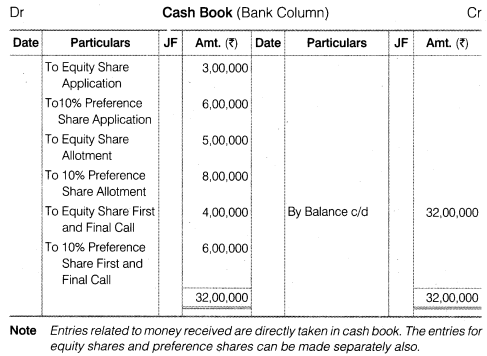 Dr Cash Book (Bank Column) Cr
Date Particulars JF Amt. (₹) Date Particulars JF Amt. (₹)
To Equity Share 3,00,000
Application
To10% Preference 6,00,000
Share Application
To Equity Share 5,00,000
Allotment
To 10% Preference 8,00,000
Share Allotment
To Equity Share First 4,00,000 By Balance c/d 32,00,000
and Final Call
To 10% Preference 6,00,000
Share First and
Final Call
32,00,000 32,00,000
Note Entries related to money received are directly taken in cash book. The entries for
equity shares and preference shares can be made separately also.